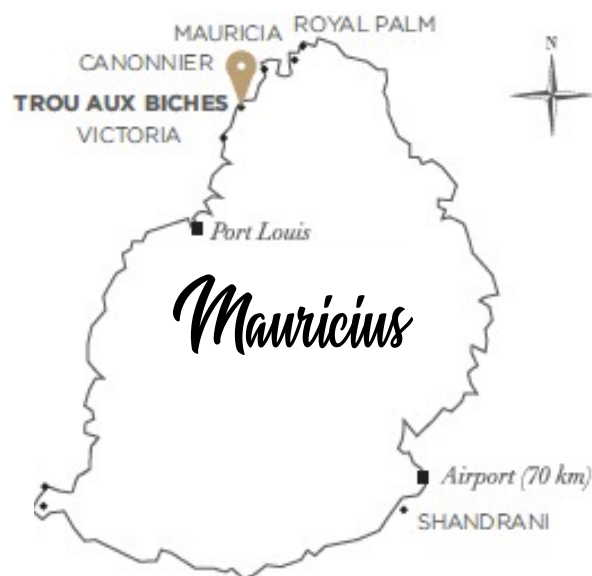 MAURICIA ROYAL PALM
CANONNIER
N
TROU AUX BICHES
VICTORIA
Port Louis
Mauricius
Airport (70 km)
SHANDRANI